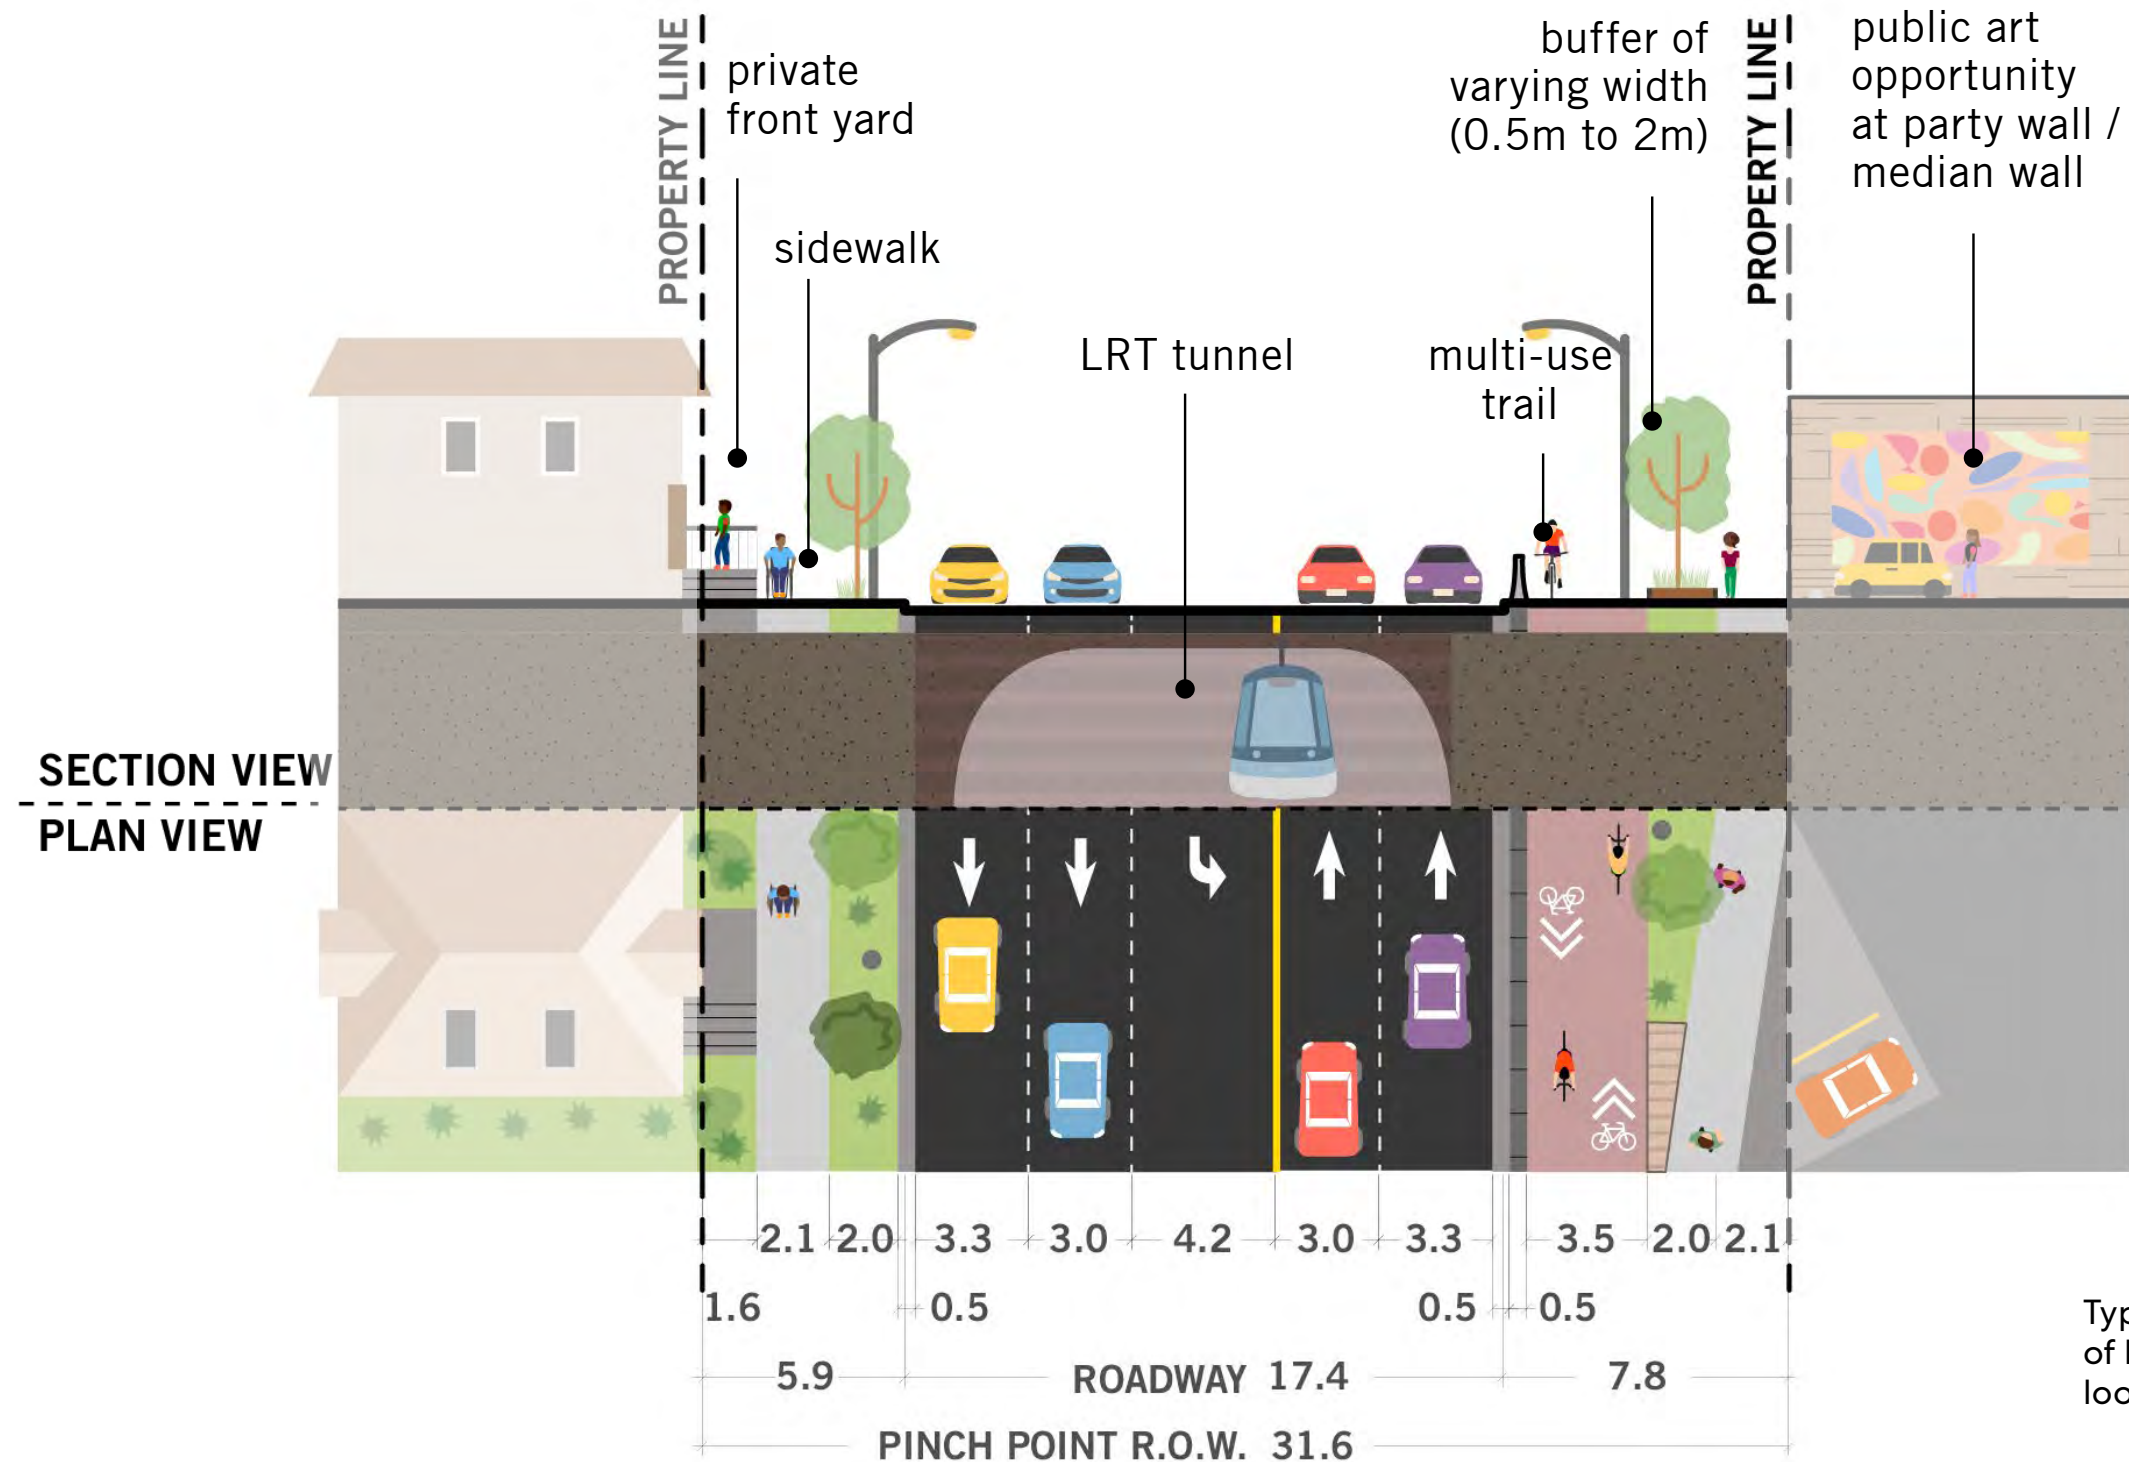 PROPERTY LINE
private
front yard
sidewalk
LRT tunnel
multi-use
trail
buffer of
varying width
(0.5m to 2m)
PROPERTY LINE
public art
opportunity
at party wall /
median wall
SECTION VIEW
PLAN VIEW
2.1 2.0 3.3 3.0 4.2 3.0 3.3 3.5 2.0 2.1
1.6 0.5 0.5 0.5
5.9 ROADWAY 17.4 7.8
PINCH POINT R.O.W. 31.6
Typ
of
loo